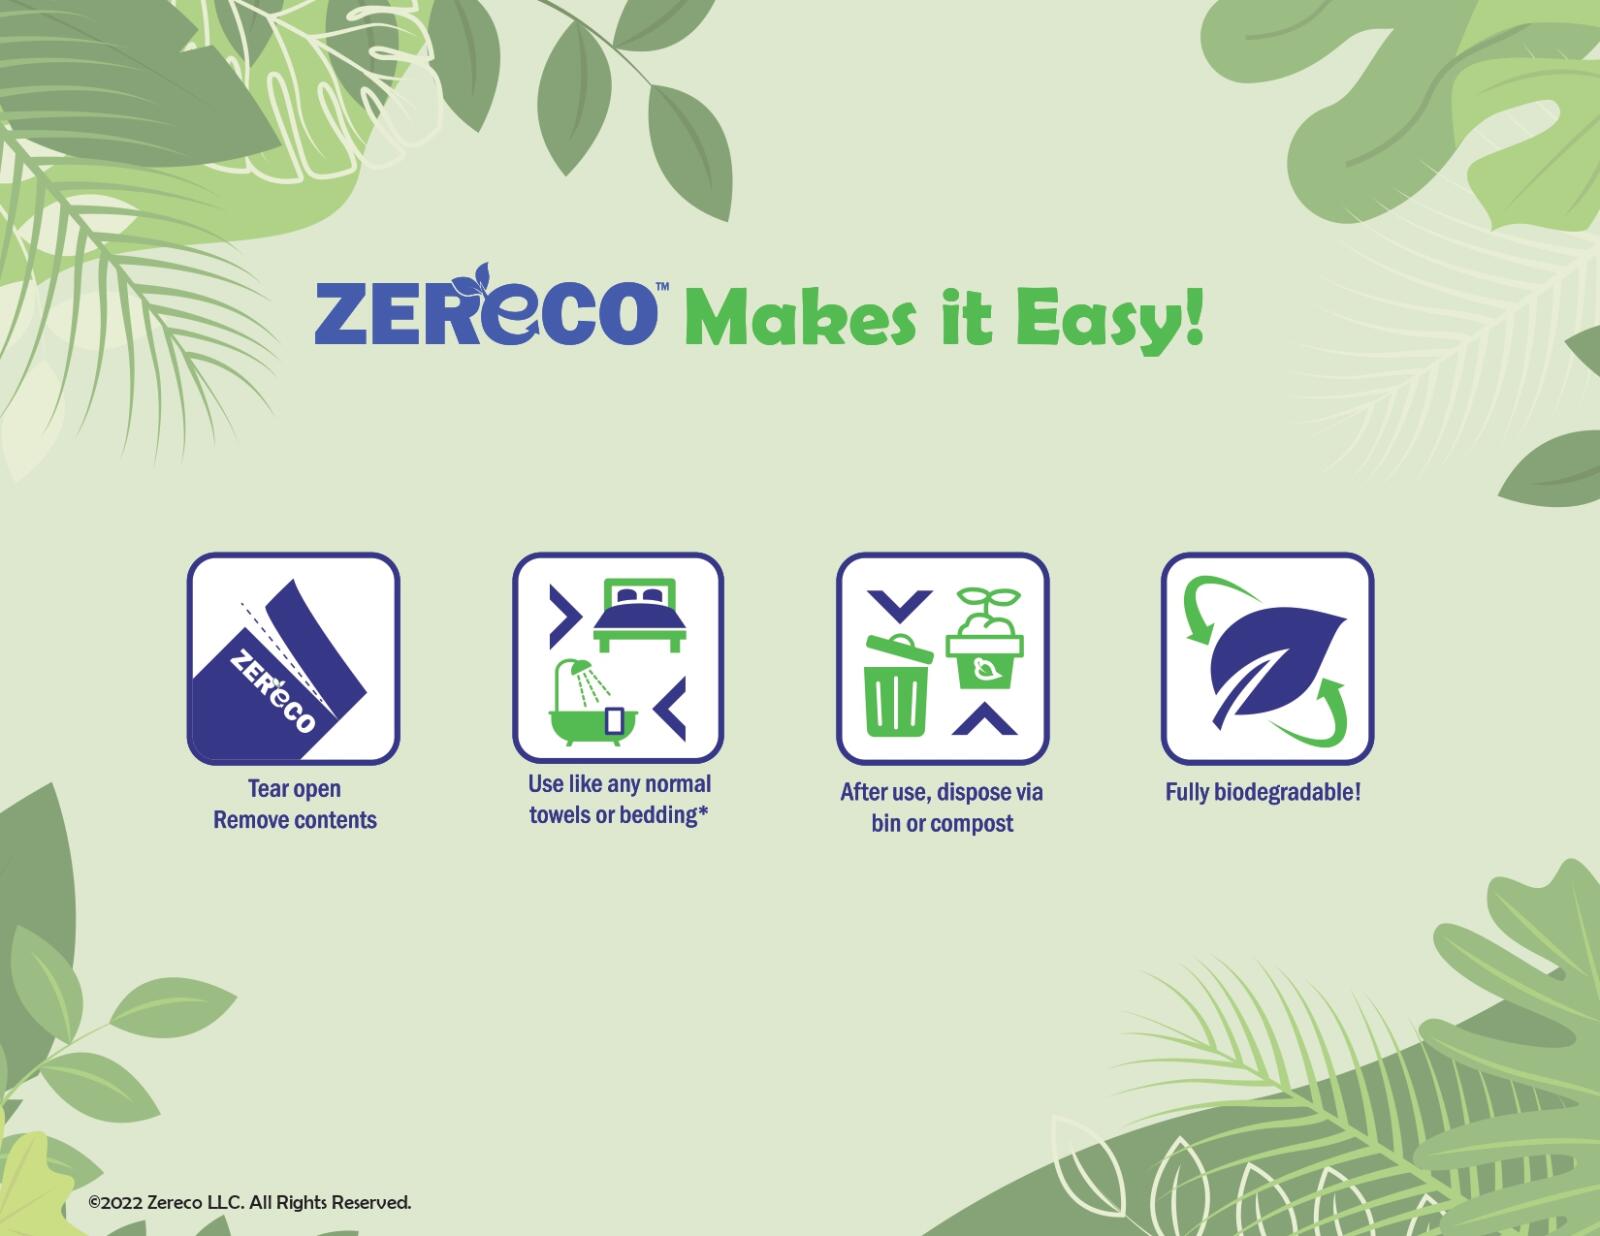 ZEReCO™ Makes it Easy!
ZEReCO
Tear open
Remove contents
Use like any normal
towels or bedding*
After use, dispose via
bin or compost
Fully biodegradable!
©2022 Zereco LLC. All Rights Reserved.